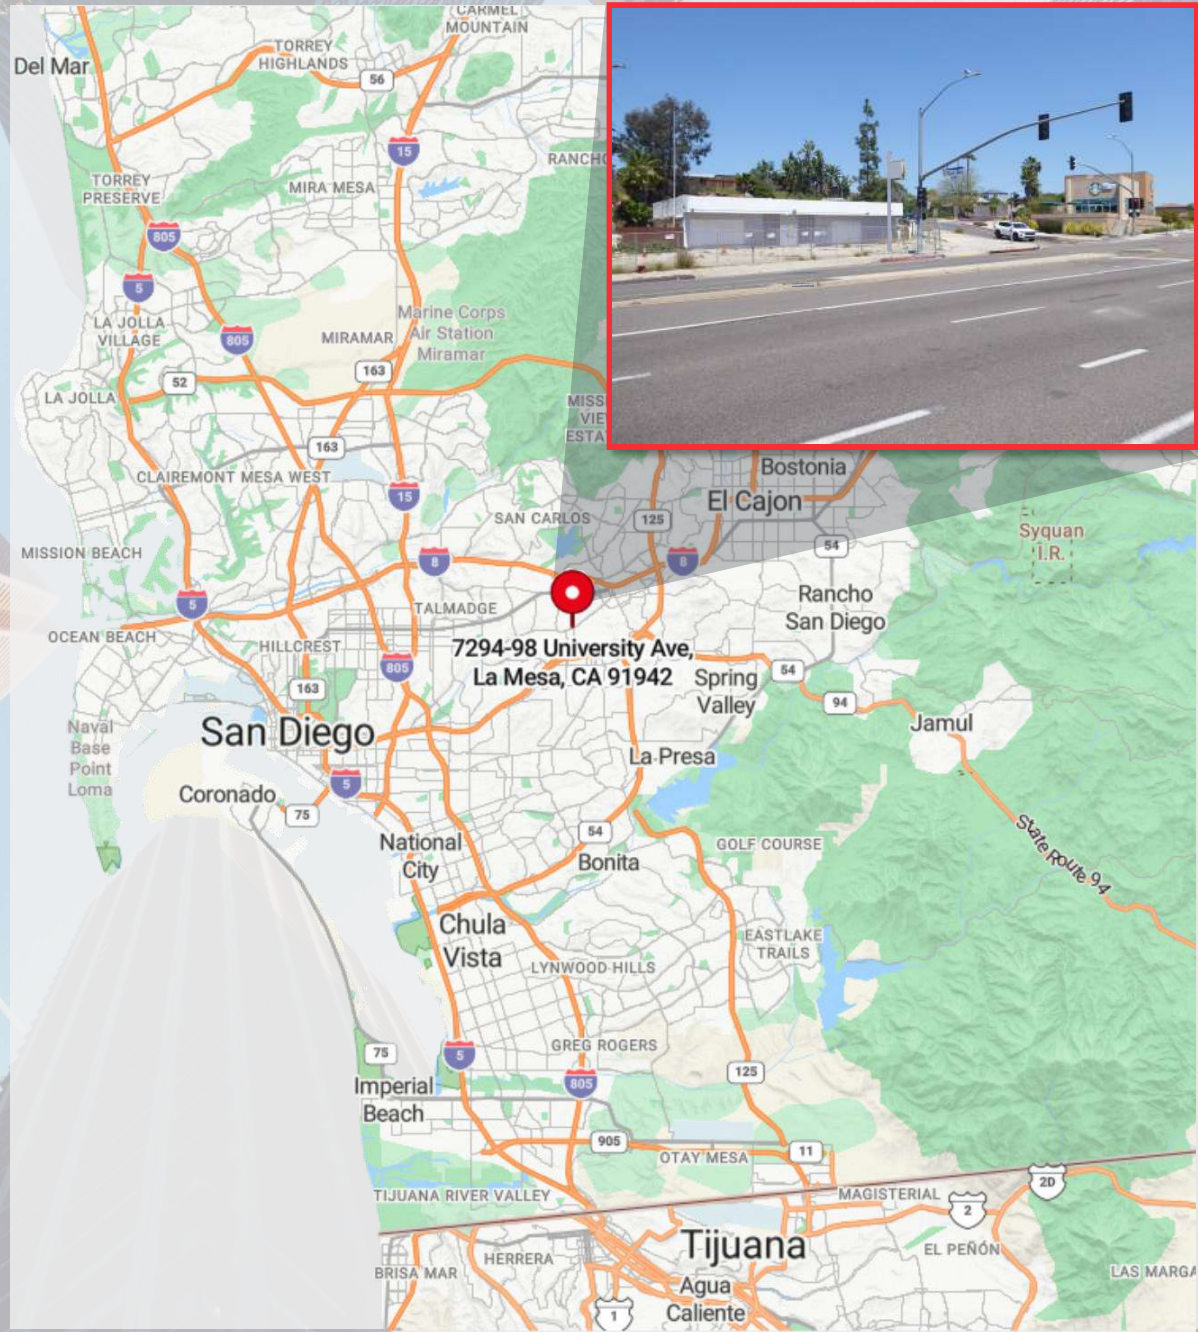 CARMEL
MOUNTAIN
TORREY
HIGHLANDS
Del Mar
56
15
RANCHO
TORREY
PRESERVE
MIRA MESA
805
5
LA JOLLA
VILLAGE
Marine Corps
Air Station
Miramar
MIRAMAR
805
163
52
LA JOLLA
MISS
VIE
ESTA
163
CLAIREMONT MESA WEST
Bostonia
15
El Cajon
SAN CARLOS
125
Syquan
I.R.
54
MISSION BEACH
8
8
5
TALMADGE
Rancho
San Diego
OCEAN BEACH
HILLCREST
7294-98 University Ave,
La Mesa, CA 91942
805
54
Spring
Valley
163
94
Naval
Base
Point
Loma
San Diego
Jamul
La Presa
5
Coronado
75
National
City
54
Bonita
GOLF COURSE
State Route 94
Chula
Vista
EASTLAKE
TRAILS
LYNWOOD HILLS
75
5
GREG ROGERS
125
Imperial
Beach
805
905
OTAY MESA
11
TIJUANA RIVER VALLEY
MAGISTERIAL
2D
2
Tijuana
EL PEÑÓN
HERRERA
BRISA MAR
LAS MARGA
Agua
Caliente
1